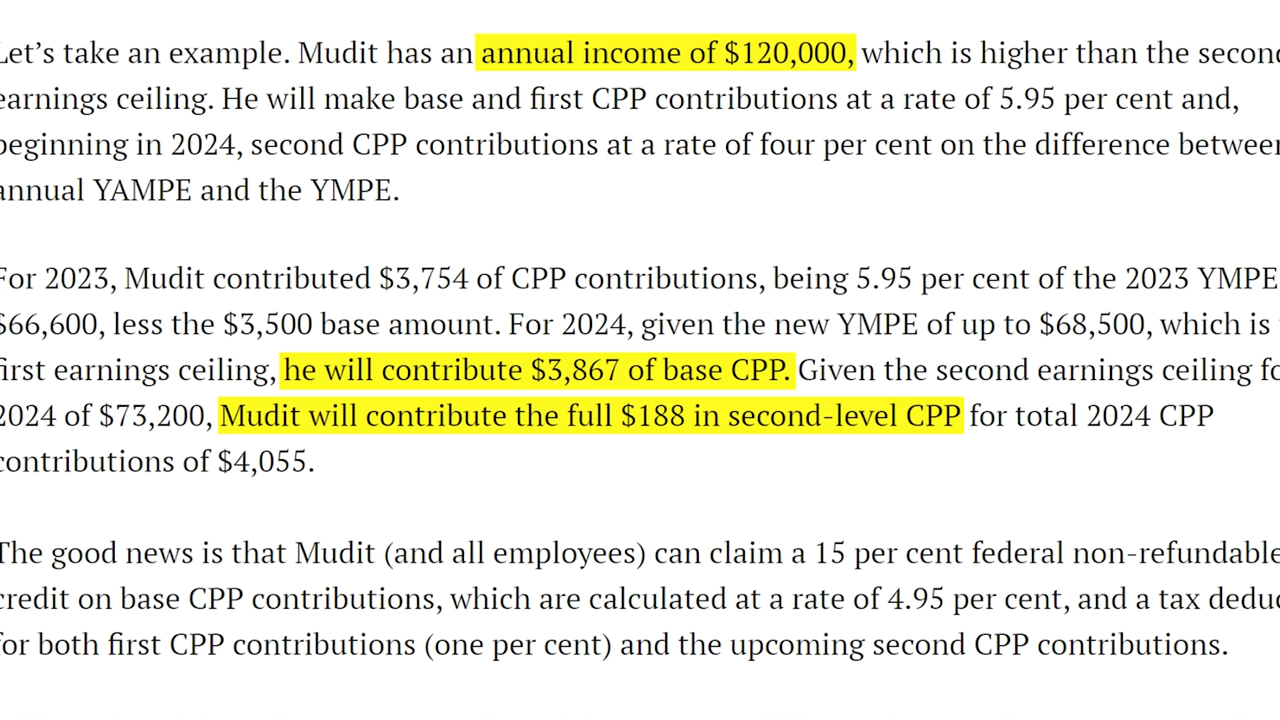 Let's take an example. Mudit has an annual income of $120,000, which is higher than the second
earnings ceiling. He will make base and first CPP contributions at a rate of 5.95 per cent and,
beginning in 2024, second CPP contributions at a rate of four per cent on the difference between
annual YAMPE and the YMPE.
For 2023, Mudit contributed $3,754 of CPP contributions, being 5.95 per cent of the 2023 YMPE
$66,600, less the $3,500 base amount. For 2024, given the new YMPE of up to $68,500, which is
first earnings ceiling, he will contribute $3,867 of base CPP. Given the second earnings ceiling fo
2024 of $73,200, Mudit will contribute the full $188 in second-level CPP for total 2024 CPP
contributions of $4,055.
The good news is that Mudit (and all employees) can claim a 15 per cent federal non-refundable
credit on base CPP contributions, which are calculated at a rate of 4.95 per cent, and a tax deduc
for both first CPP contributions (one per cent) and the upcoming second CPP contributions.